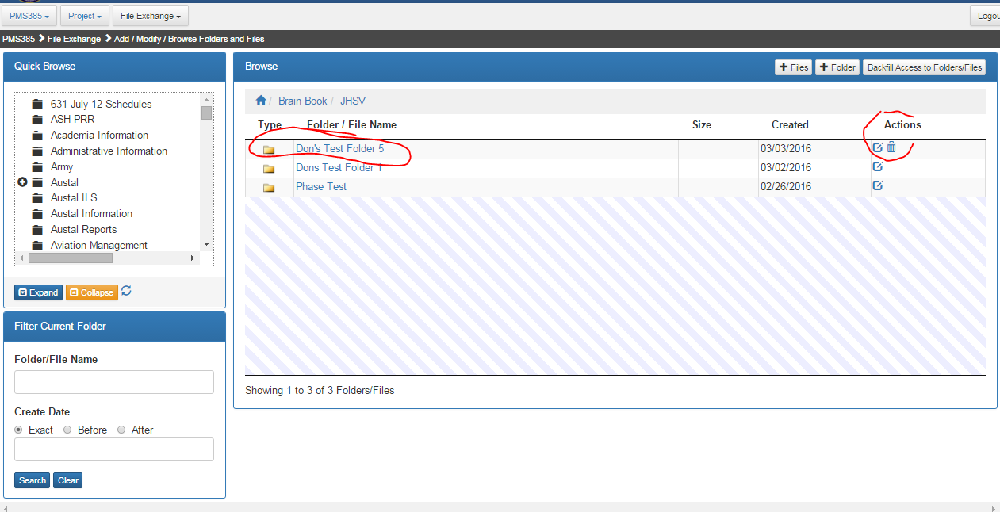 PMS385 Project File Exchange Logou
PMS385 File Exchange Add / Modify / Browse Folders and Files
Quick Browse
631 July 12 Schedules
ASH PRR
Academia Information
Administrative Information
Army
Austal
Austal ILS
Austal Information
Austal Reports
Aviation Management
Expand Collapse
Filter Current Folder
Folder/File Name
Create Date
Exact Before After
Search Clear
Browse Files Folder Backfill Access to Folders/Files
Brain Book / JHSV
Type Folder / File Name Size Created Actions
Don's Test Folder 5 03/03/2016
Dons Test Folder 1 03/02/2016
Phase Test 02/26/2016
Showing 1 to 3 of 3 Folders/Files